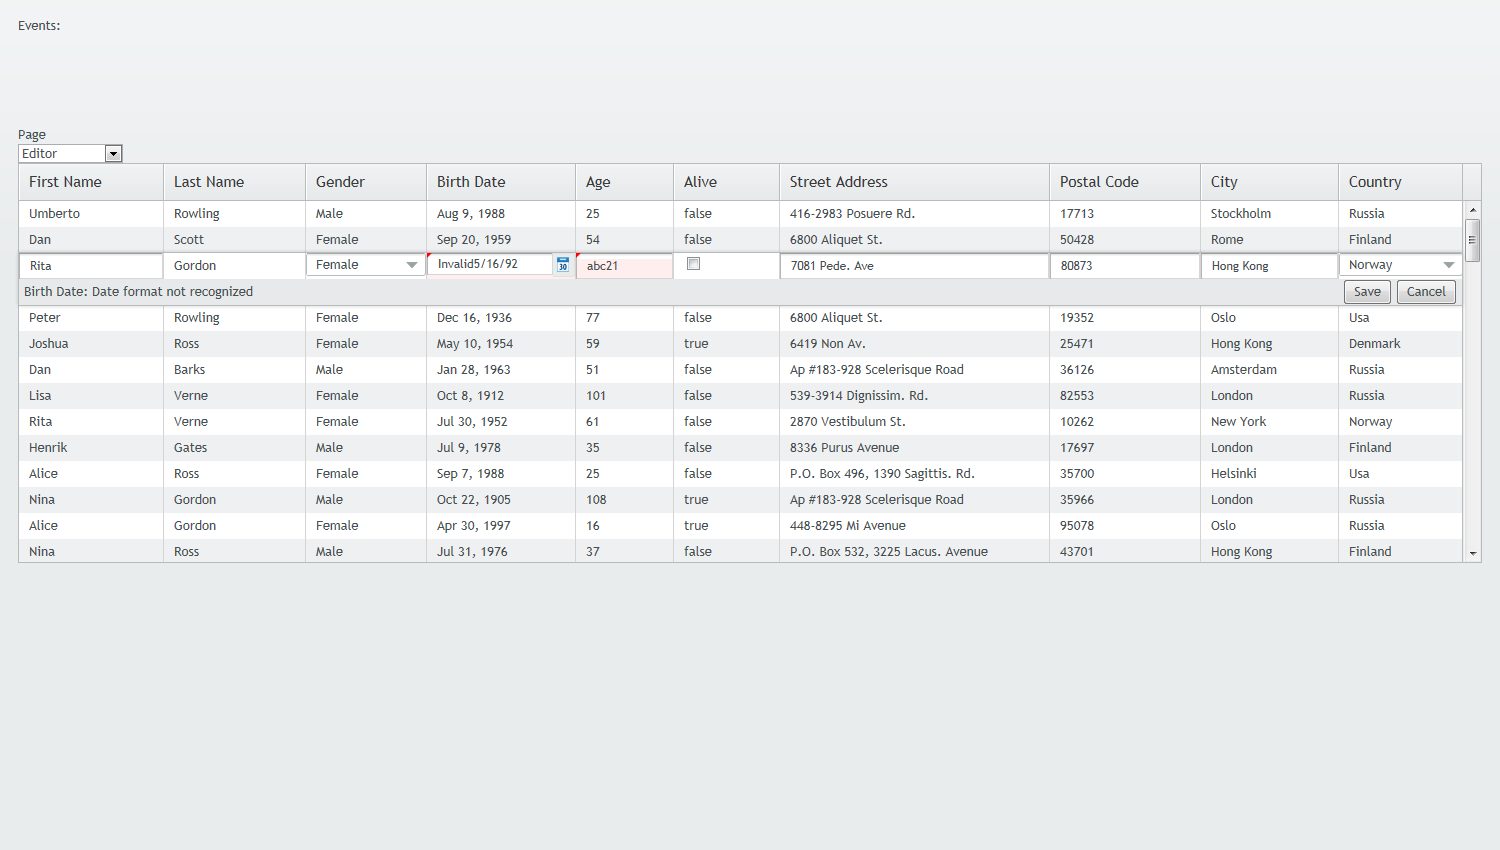 Events:
Page
Editor
First Name Last Name Gender Birth Date Age Alive Street Address Postal Code City Country
Umberto Rowling Male Aug 9, 1988 25 false 416-2983 Posuere Rd. 17713 Stockholm Russia
Dan Scott Female Sep 20, 1959 54 false 6800 Aliquet St. 50428 Rome Finland
Rita Gordon Female Invalid5/16/92 30 abc21 7081 Pede. Ave 80873 Hong Kong Norway
Birth Date: Date format not recognized Save Cancel
Peter Rowling Female Dec 16, 1936 77 false 6800 Aliquet St. 19352 Oslo Usa
Joshua Ross Female May 10, 1954 59 true 6419 Non Av. 25471 Hong Kong Denmark
Dan Barks Male Jan 28, 1963 51 false Ap #183-928 Scelerisque Road 36126 Amsterdam Russia
Lisa Verne Female Oct 8, 1912 101 false 539-3914 Dignissim. Rd. 82553 London Russia
Rita Verne Female Jul 30, 1952 61 false 2870 Vestibulum St. 10262 New York Norway
Henrik Gates Male Jul 9, 1978 35 false 8336 Purus Avenue 17697 London Finland
Alice Ross Female Sep 7, 1988 25 false P.O. Box 496, 1390 Sagittis. Rd. 35700 Helsinki Usa
Nina Gordon Male Oct 22, 1905 108 true Ap #183-928 Scelerisque Road 35966 London Russia
Alice Gordon Female Apr 30, 1997 16 true 448-8295 Mi Avenue 95078 Oslo Russia
Nina Ross Male Jul 31, 1976 37 false P.O. Box 532, 3225 Lacus. Avenue 43701 Hong Kong Finland